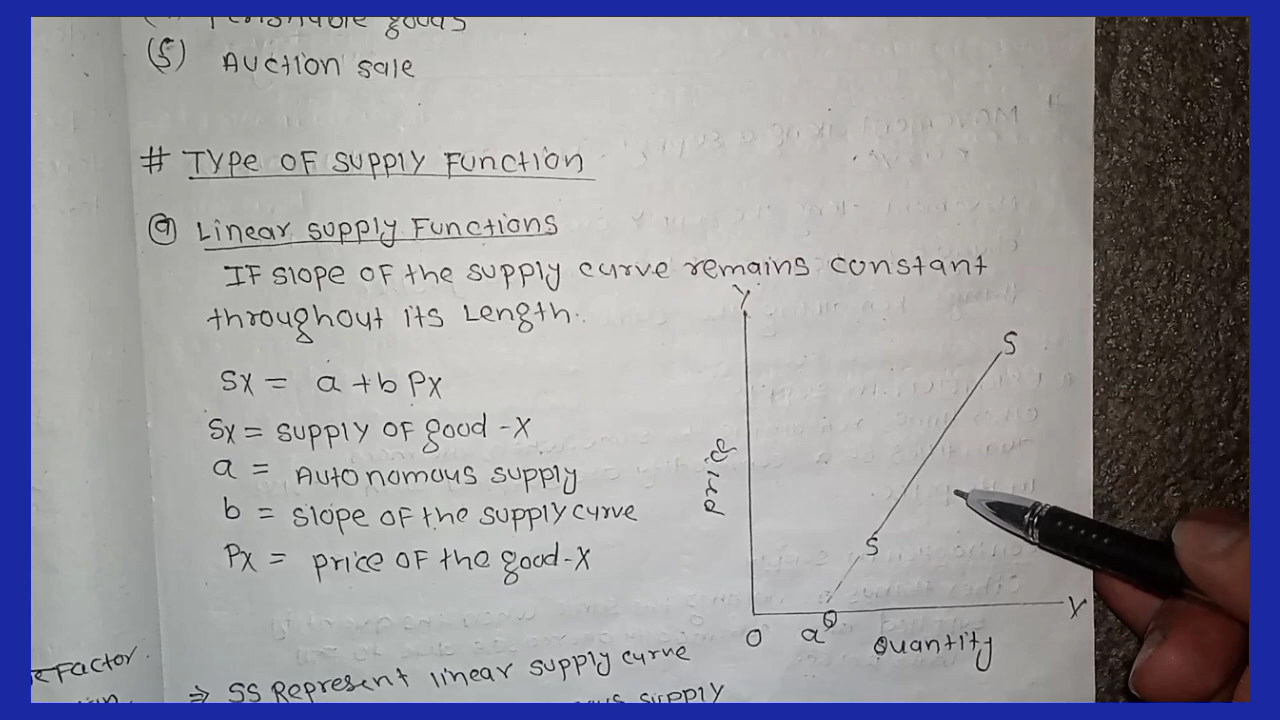 goods
(5) Auction sale
# TYPE OF SUPPLY FUNCTION
(a) Linear supply Functions
IF slope OF the supply curve remains constant
throughout its Length.
Sx = a + b Px
Sx = supply OF good - X
a = Autonomous supply
b = slope OF the supply curve
Px = price OF the good - X
Y
S
Price
S
O
a
Q
X
Quantity
Factor.
⇒ SS Represent linear supply curve
supply